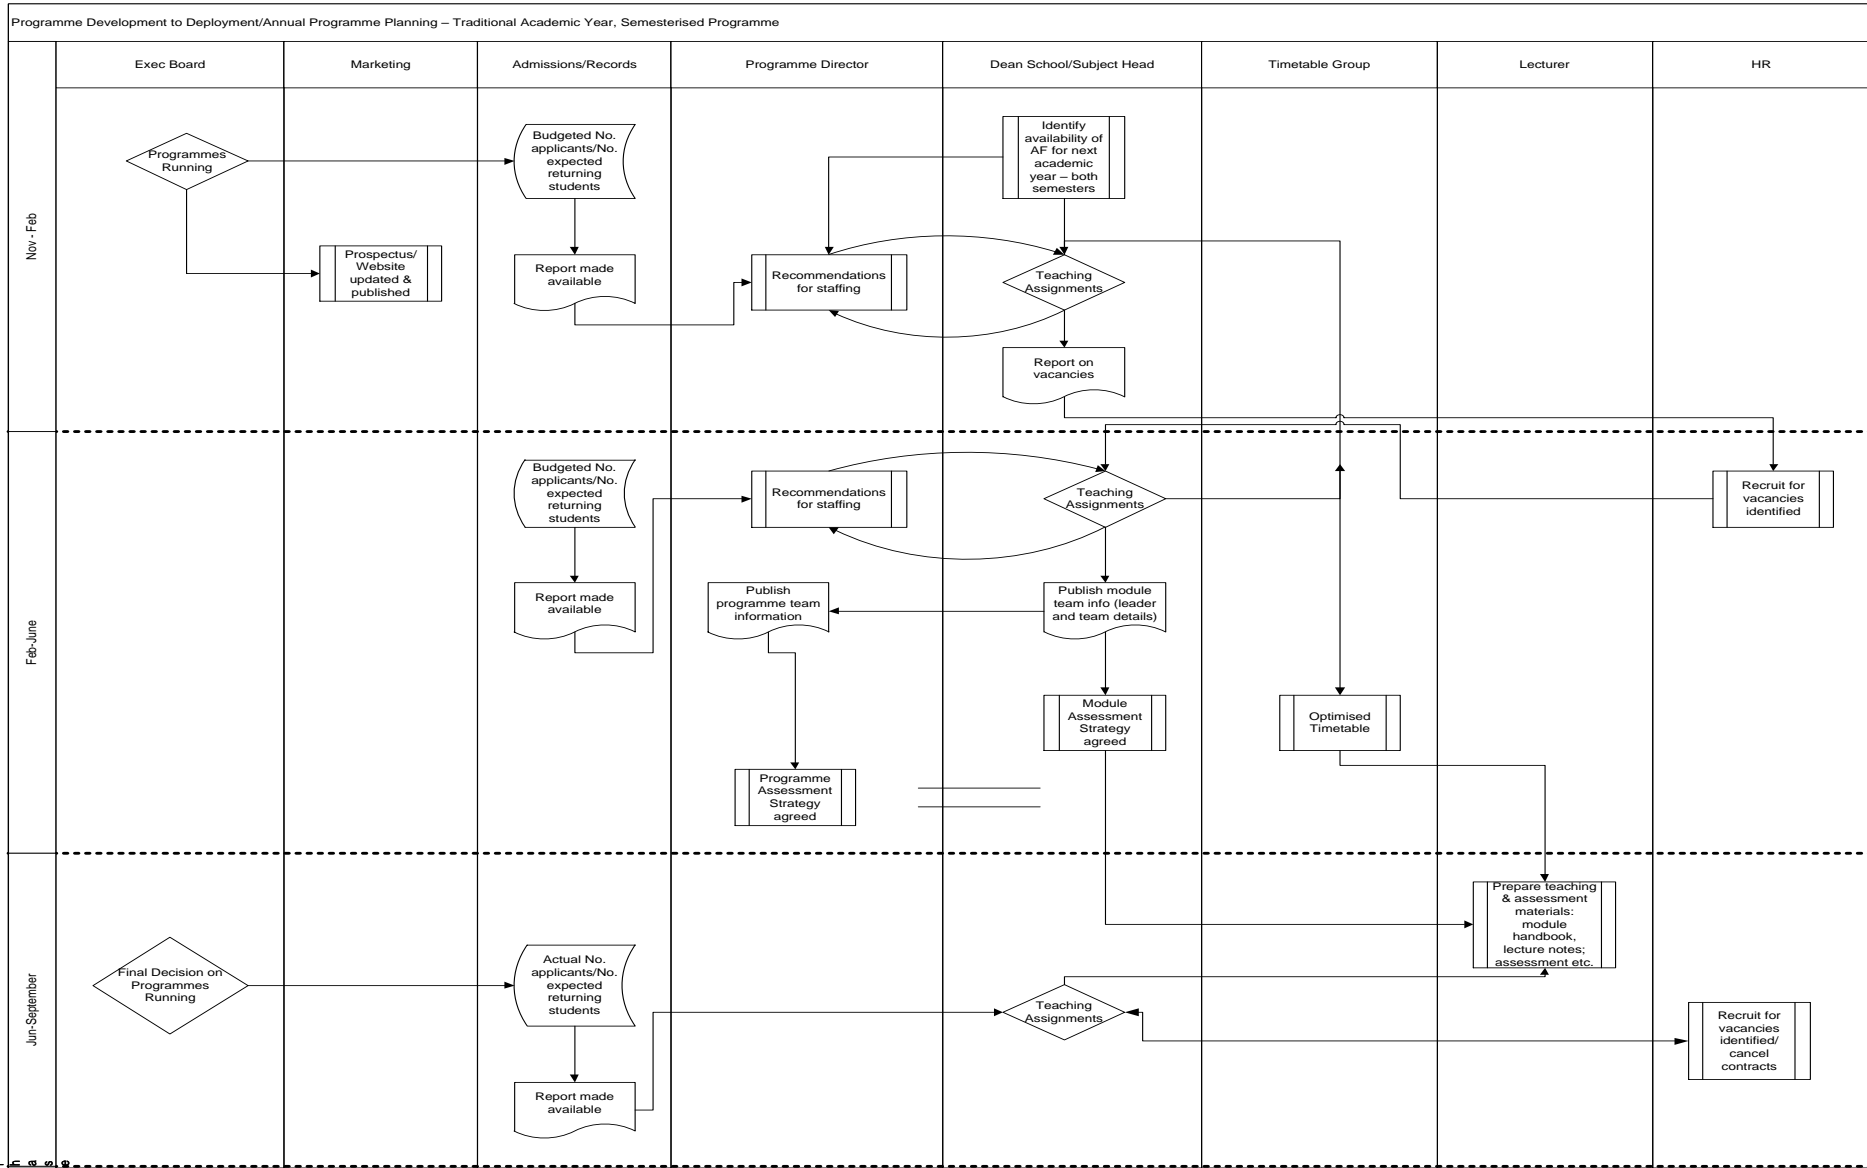 Programme Development to Deployment/Annual Programme Planning – Traditional Academic Year, Semesterised Programme
Exec Board
Marketing
Admissions/Records
Programme Director
Dean School/Subject Head
Timetable Group
Lecturer
HR
Nov - Feb
Programmes
Running
Budgeted No.
applicants/No.
expected
returning
students
Identify
availability of
AF for next
academic
year – both
semesters
Prospectus/
Website
updated &
published
Report made
available
Recommendations
for staffing
Teaching
Assignments
Report on
vacancies
Feb-June
Budgeted No.
applicants/No.
expected
returning
students
Recommendations
for staffing
Teaching
Assignments
Recruit for
vacancies
identified
Report made
available
Publish
programme team
information
Publish module
team info (leader
and team details)
Module
Assessment
Strategy
agreed
Optimised
Timetable
Programme
Assessment
Strategy
agreed
Jun-September
Final Decision on
Programmes
Running
Actual No.
applicants/No.
expected
returning
students
Prepare teaching
& assessment
materials:
module
handbook,
lecture notes;
assessment etc.
Teaching
Assignments
Recruit for
vacancies
identified/
cancel
contracts
Report made
available